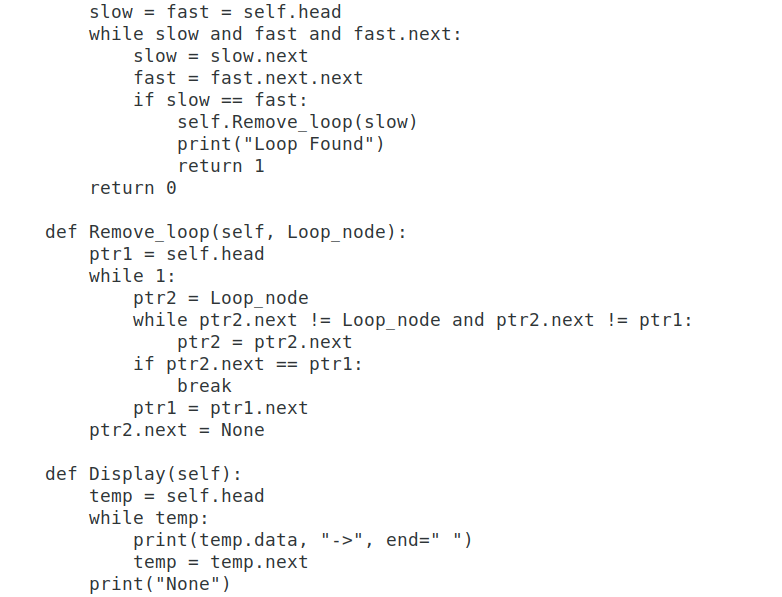 slow = fast = self.head
        while slow and fast and fast.next:
            slow = slow.next
            fast = fast.next.next
            if slow == fast:
                self.Remove_loop(slow)
                print("Loop Found")
                return 1
        return 0

    def Remove_loop(self, Loop_node):
        ptr1 = self.head
        while 1:
            ptr2 = Loop_node
            while ptr2.next != Loop_node and ptr2.next != ptr1:
                ptr2 = ptr2.next
            if ptr2.next == ptr1:
                break
            ptr1 = ptr1.next
        ptr2.next = None

    def Display(self):
        temp = self.head
        while temp:
            print(temp.data, "->", end=" ")
            temp = temp.next
        print("None")